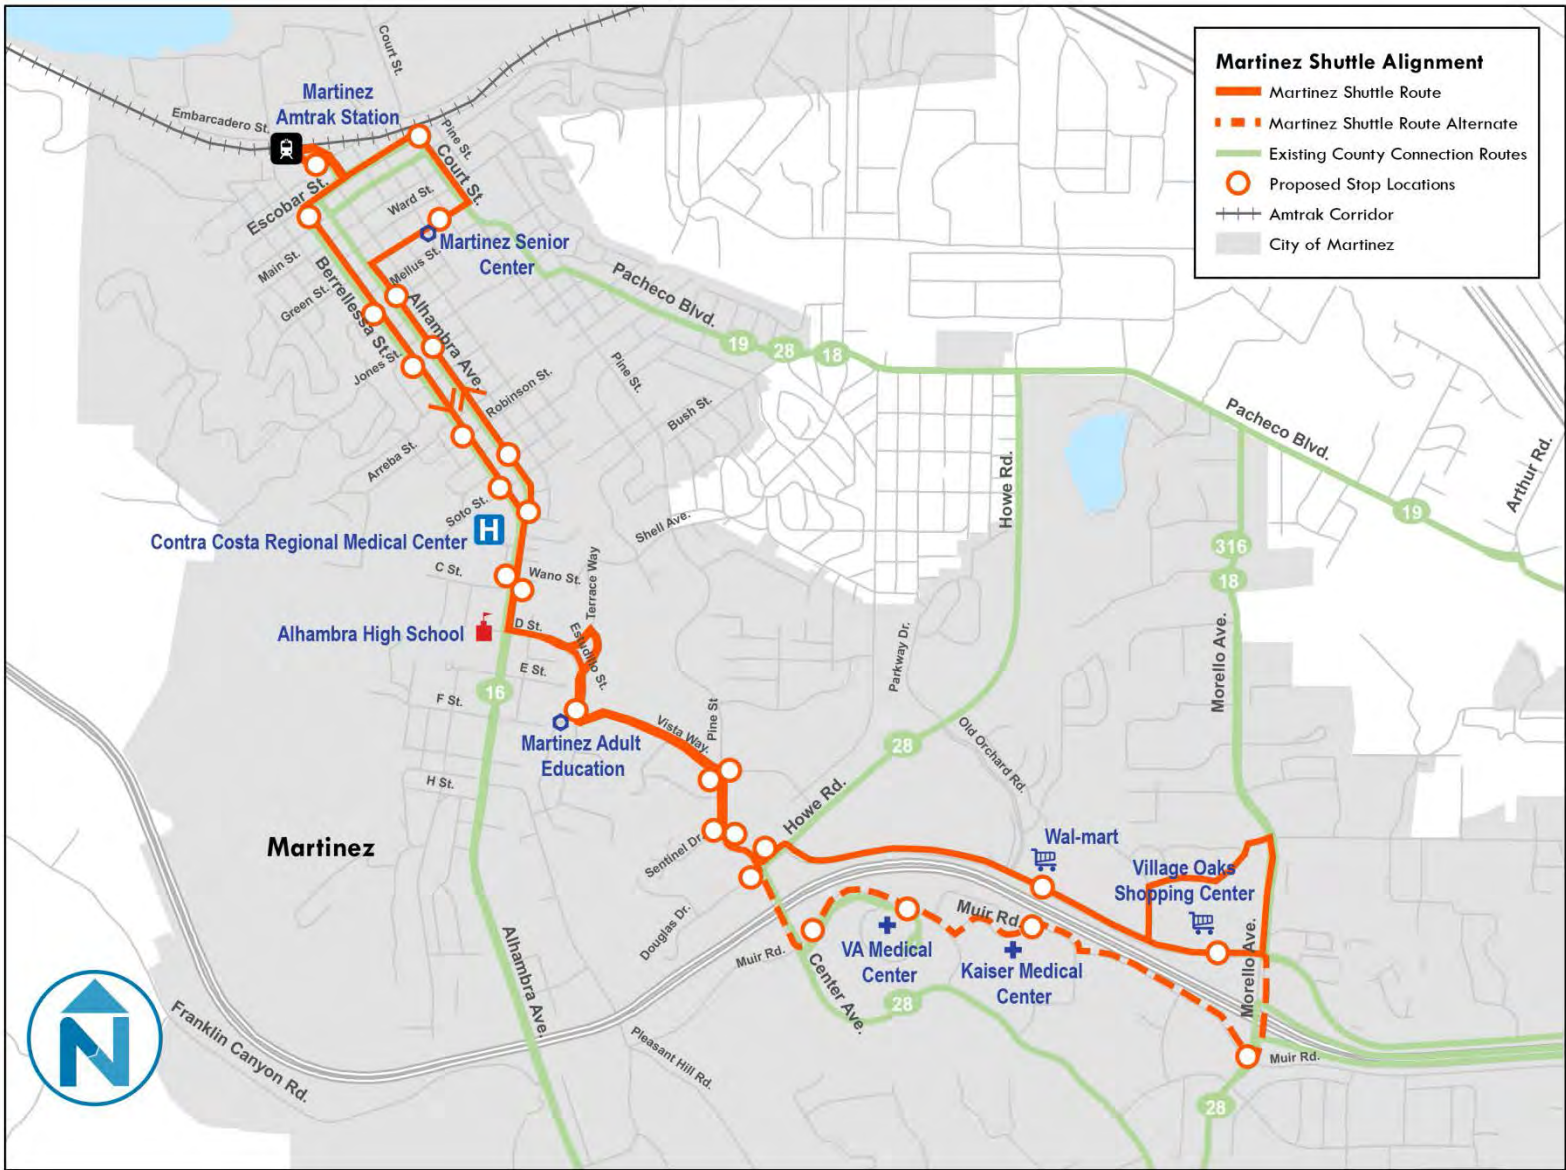 Martinez Shuttle Alignment
Martinez Shuttle Route
Martinez Shuttle Route Alternate
Existing County Connection Routes
Proposed Stop Locations
Amtrak Corridor
City of Martinez
Court St.
Martinez
Amtrak Station
Embarcadero St.
Pine St.
Court St.
Escobar St.
Ward St.
Martinez Senior
Center
Main St.
Mellus St.
Green St.
Berrellessa St.
Alhambra Ave.
Pacheco Blvd.
19
28
18
Jones St.
Pine St.
Robinson St.
Bush St.
Pacheco Blvd.
Arreba St.
Howe Rd.
Arthur Rd.
19
Soto St.
H
Shell Ave.
Contra Costa Regional Medical Center
316
18
C St.
Wano St.
Terrace Way
Alhambra High School
D St.
Estudillo St.
Parkway Dr.
Morello Ave.
E St.
16
F St.
Pine St
Vista Way.
Martinez Adult
Education
28
Old Orchard Rd.
H St.
Howe Rd.
Sentinel Dr.
Wal-mart
Martinez
Village Oaks
Shopping Center
Muir Rd.
Douglas Dr.
Muir Rd.
VA Medical
Center
Kaiser Medical
Center
Morello Ave.
Alhambra Ave.
Center Ave.
28
Franklin Canyon Rd.
Pleasant Hill Rd.
Muir Rd.
28
N